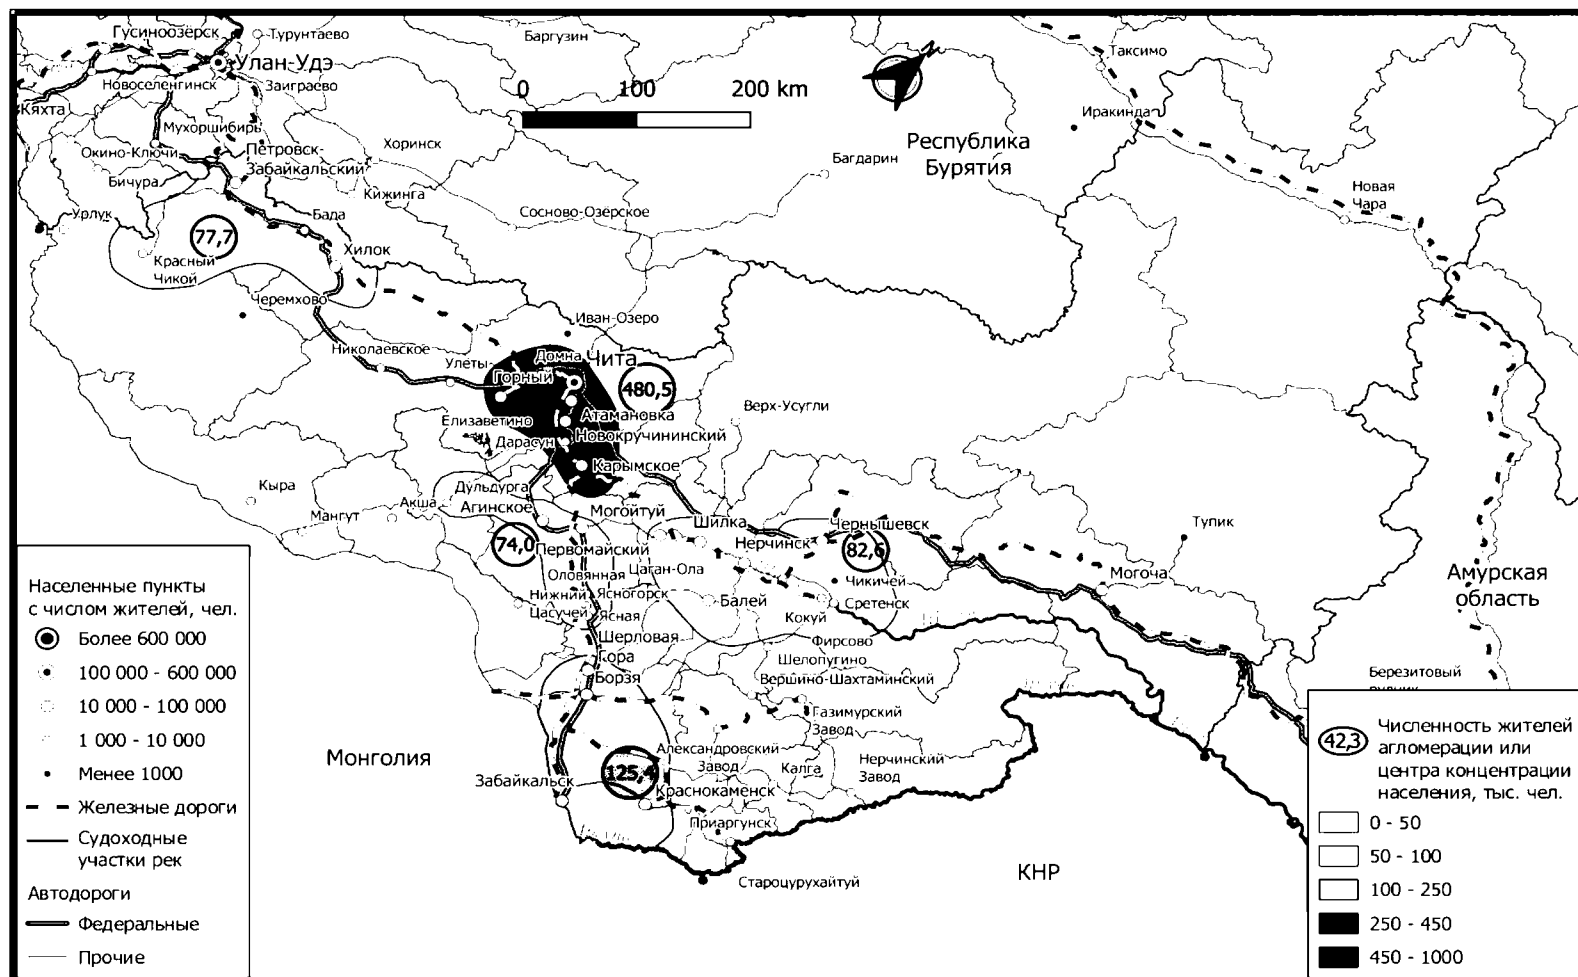 Гусиноозёрск
Турунтаево
Баргузин
Таксимо
Улан-Удэ
Новоселенгинск
Заиграево
0
100
200 km
Кяхта
Иракинда
Мухоршибирь
Республика
Бурятия
Окино-Ключи
Петровск-
Забайкальский
Хоринск
Багдарин
Бичура
Кижинга
Новая
Чара
Урлук
Бада
Сосново-Озёрское
77,7
Хилок
Красный
Чикой
Черемхово
Иван-Озеро
Николаевское
Улёты
Домна
Чита
Горный
480,5
Елизаветино
Атамановка
Верх-Усугли
Дарасун
Новокручининский
Карымское
Кыра
Дульдурга
Акша
Агинское
Могойтуй
Мангут
Шилка
Чернышевск
Тупик
74,0
Первомайский
Нерчинск
82,6
Оловянная
Цаган-Ола
Чикичей
Могоча
Амурская
область
Нижний
Цасучей
Ясногорск
Балей
Сретенск
Ясная
Кокуй
Шерловая
Гора
Фирсово
Шелопугино
Борзя
Вершино-Шахтаминский
Березитовый
рудник
Газимурский
Завод
Монголия
Александровский
Завод
Калга
Нерчинский
Завод
Забайкальск
125,4
Краснокаменск
Приаргунск
КНР
Староцурухайтуй
Населенные пункты
с числом жителей, чел.
Более 600 000
100 000 - 600 000
10 000 - 100 000
1 000 - 10 000
Менее 1000
Железные дороги
Судоходные
участки рек
Автодороги
Федеральные
Прочие
42,3
Численность жителей
агломерации или
центра концентрации
населения, тыс. чел.
0 - 50
50 - 100
100 - 250
250 - 450
450 - 1000